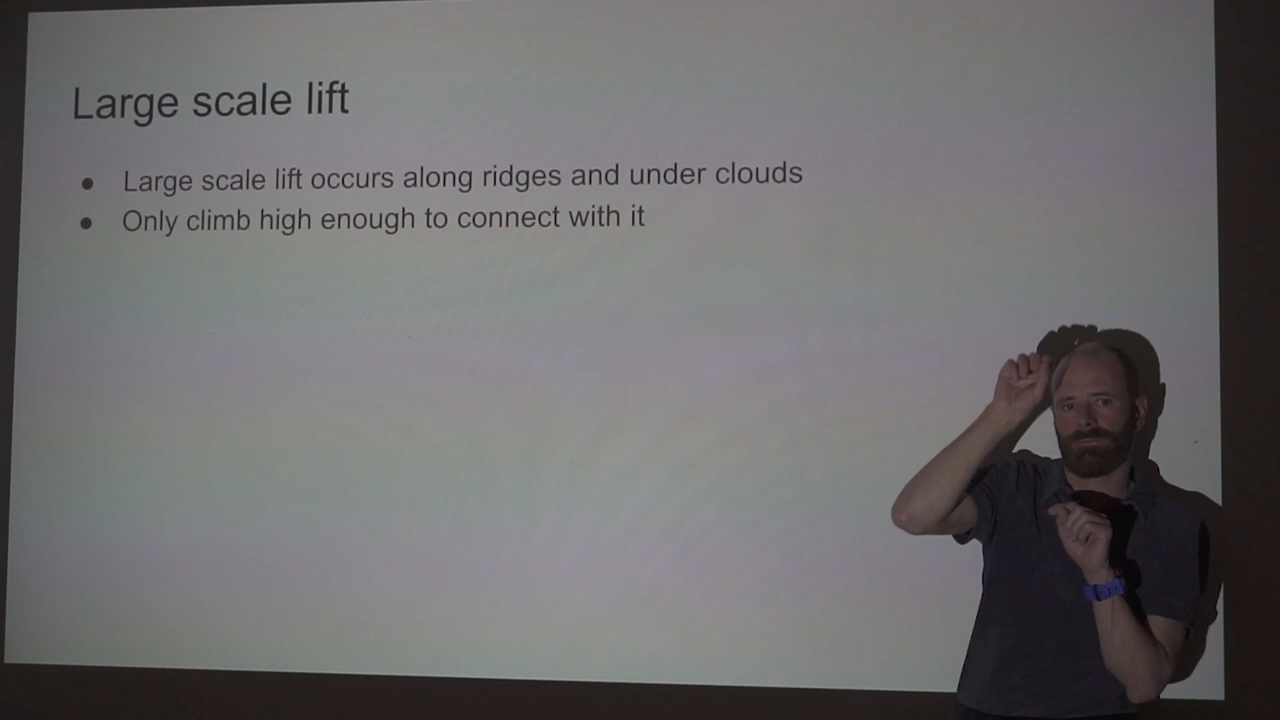 Large scale lift
● Large scale lift occurs along ridges and under clouds
● Only climb high enough to connect with it